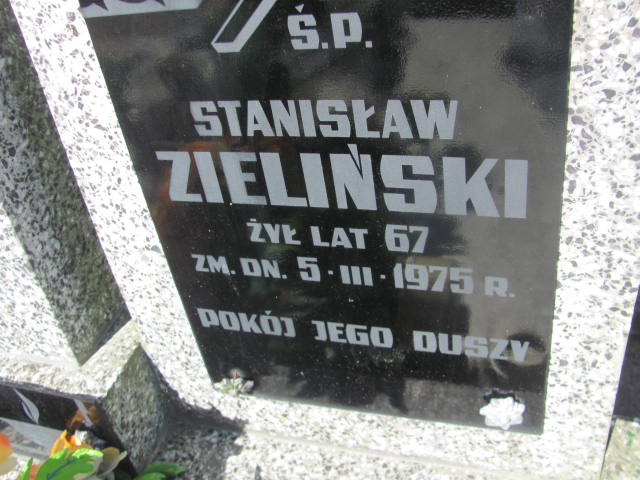 Ś.P.
STANISŁAW
ZIELIŃSKI
ŻYŁ LAT 67
ZM. DN. 5·III·1975 R.
POKÓJ JEGO DUSZY